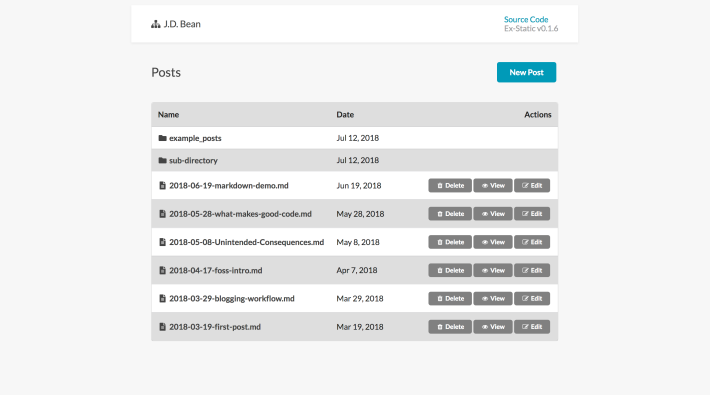 J.D. Bean
Source Code
Ex-Static v0.1.6
Posts
New Post
Name Date Actions
example_posts Jul 12, 2018
sub-directory Jul 12, 2018
2018-06-19-markdown-demo.md Jun 19, 2018 Delete View Edit
2018-05-28-what-makes-good-code.md May 28, 2018 Delete View Edit
2018-05-08-Unintended-Consequences.md May 8, 2018 Delete View Edit
2018-04-17-foss-intro.md Apr 7, 2018 Delete View Edit
2018-03-29-blogging-workflow.md Mar 29, 2018 Delete View Edit
2018-03-19-first-post.md Mar 19, 2018 Delete View Edit